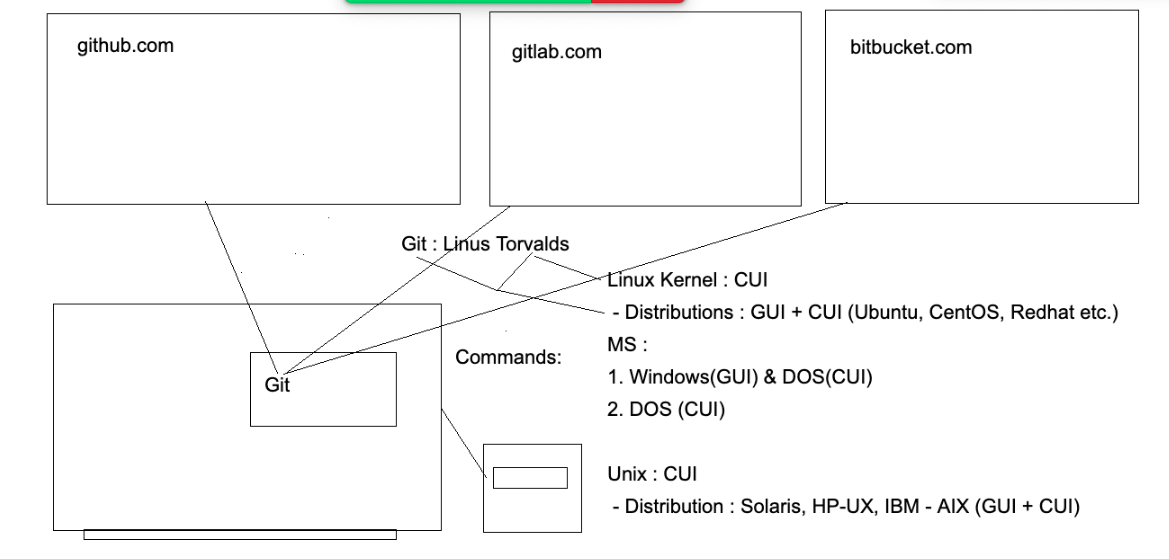 github.com
gitlab.com
bitbucket.com
Git : Linus Torvalds
Linux Kernel : CUI
- Distributions : GUI + CUI (Ubuntu, CentOS, Redhat etc.)
MS :
Commands:
1. Windows(GUI) & DOS(CUI)
Git
2. DOS (CUI)
Unix : CUI
- Distribution : Solaris, HP-UX, IBM - AIX (GUI + CUI)